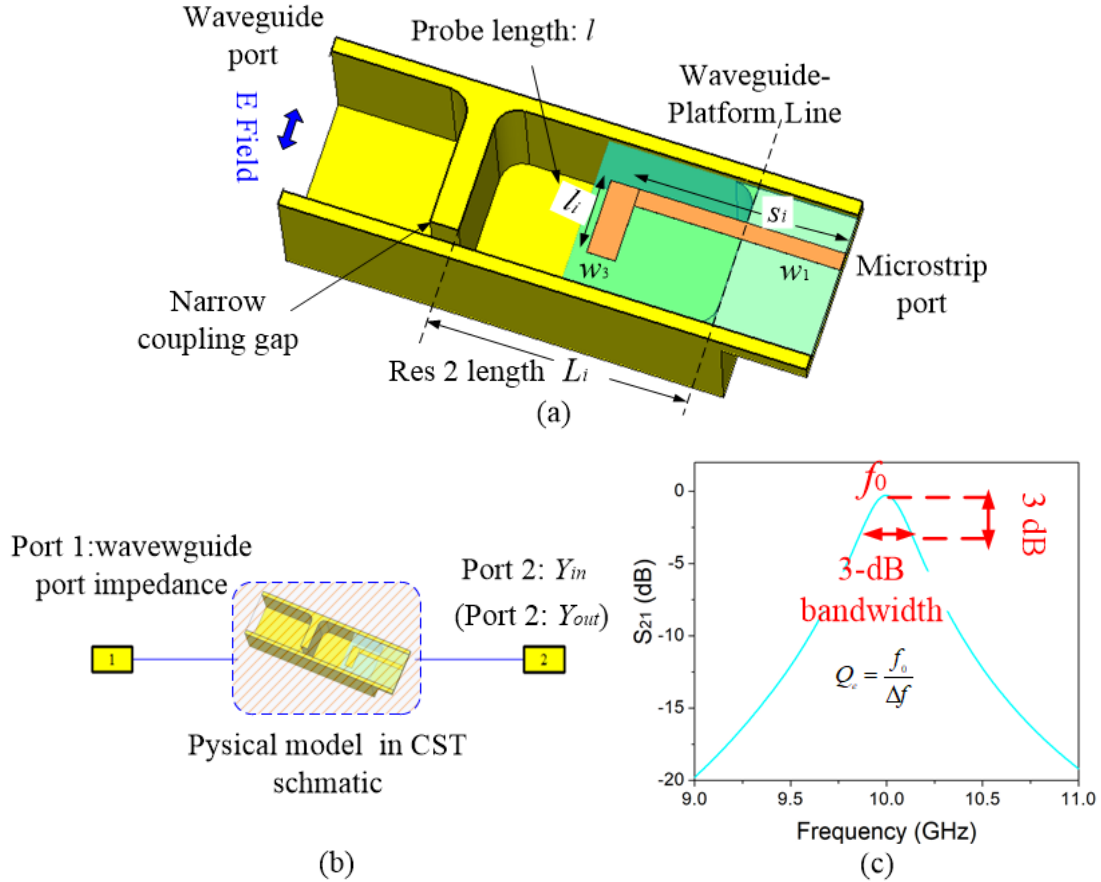 Waveguide
port
Probe length: l
Waveguide-
Platform Line
E Field
li
si
w3
w1
Microstrip
port
Narrow
coupling gap
Res 2 length Li
(a)
Port 1:wavewguide
port impedance
Port 2: Yin
(Port 2: Yout)
1
2
Pysical model in CST
schmatic
(b)
f0
3 dB
3-dB
bandwidth
Qe = f0 / Δf
S21 (dB)
0
-5
-10
-15
-20
9.0
9.5
10.0
10.5
11.0
Frequency (GHz)
(c)